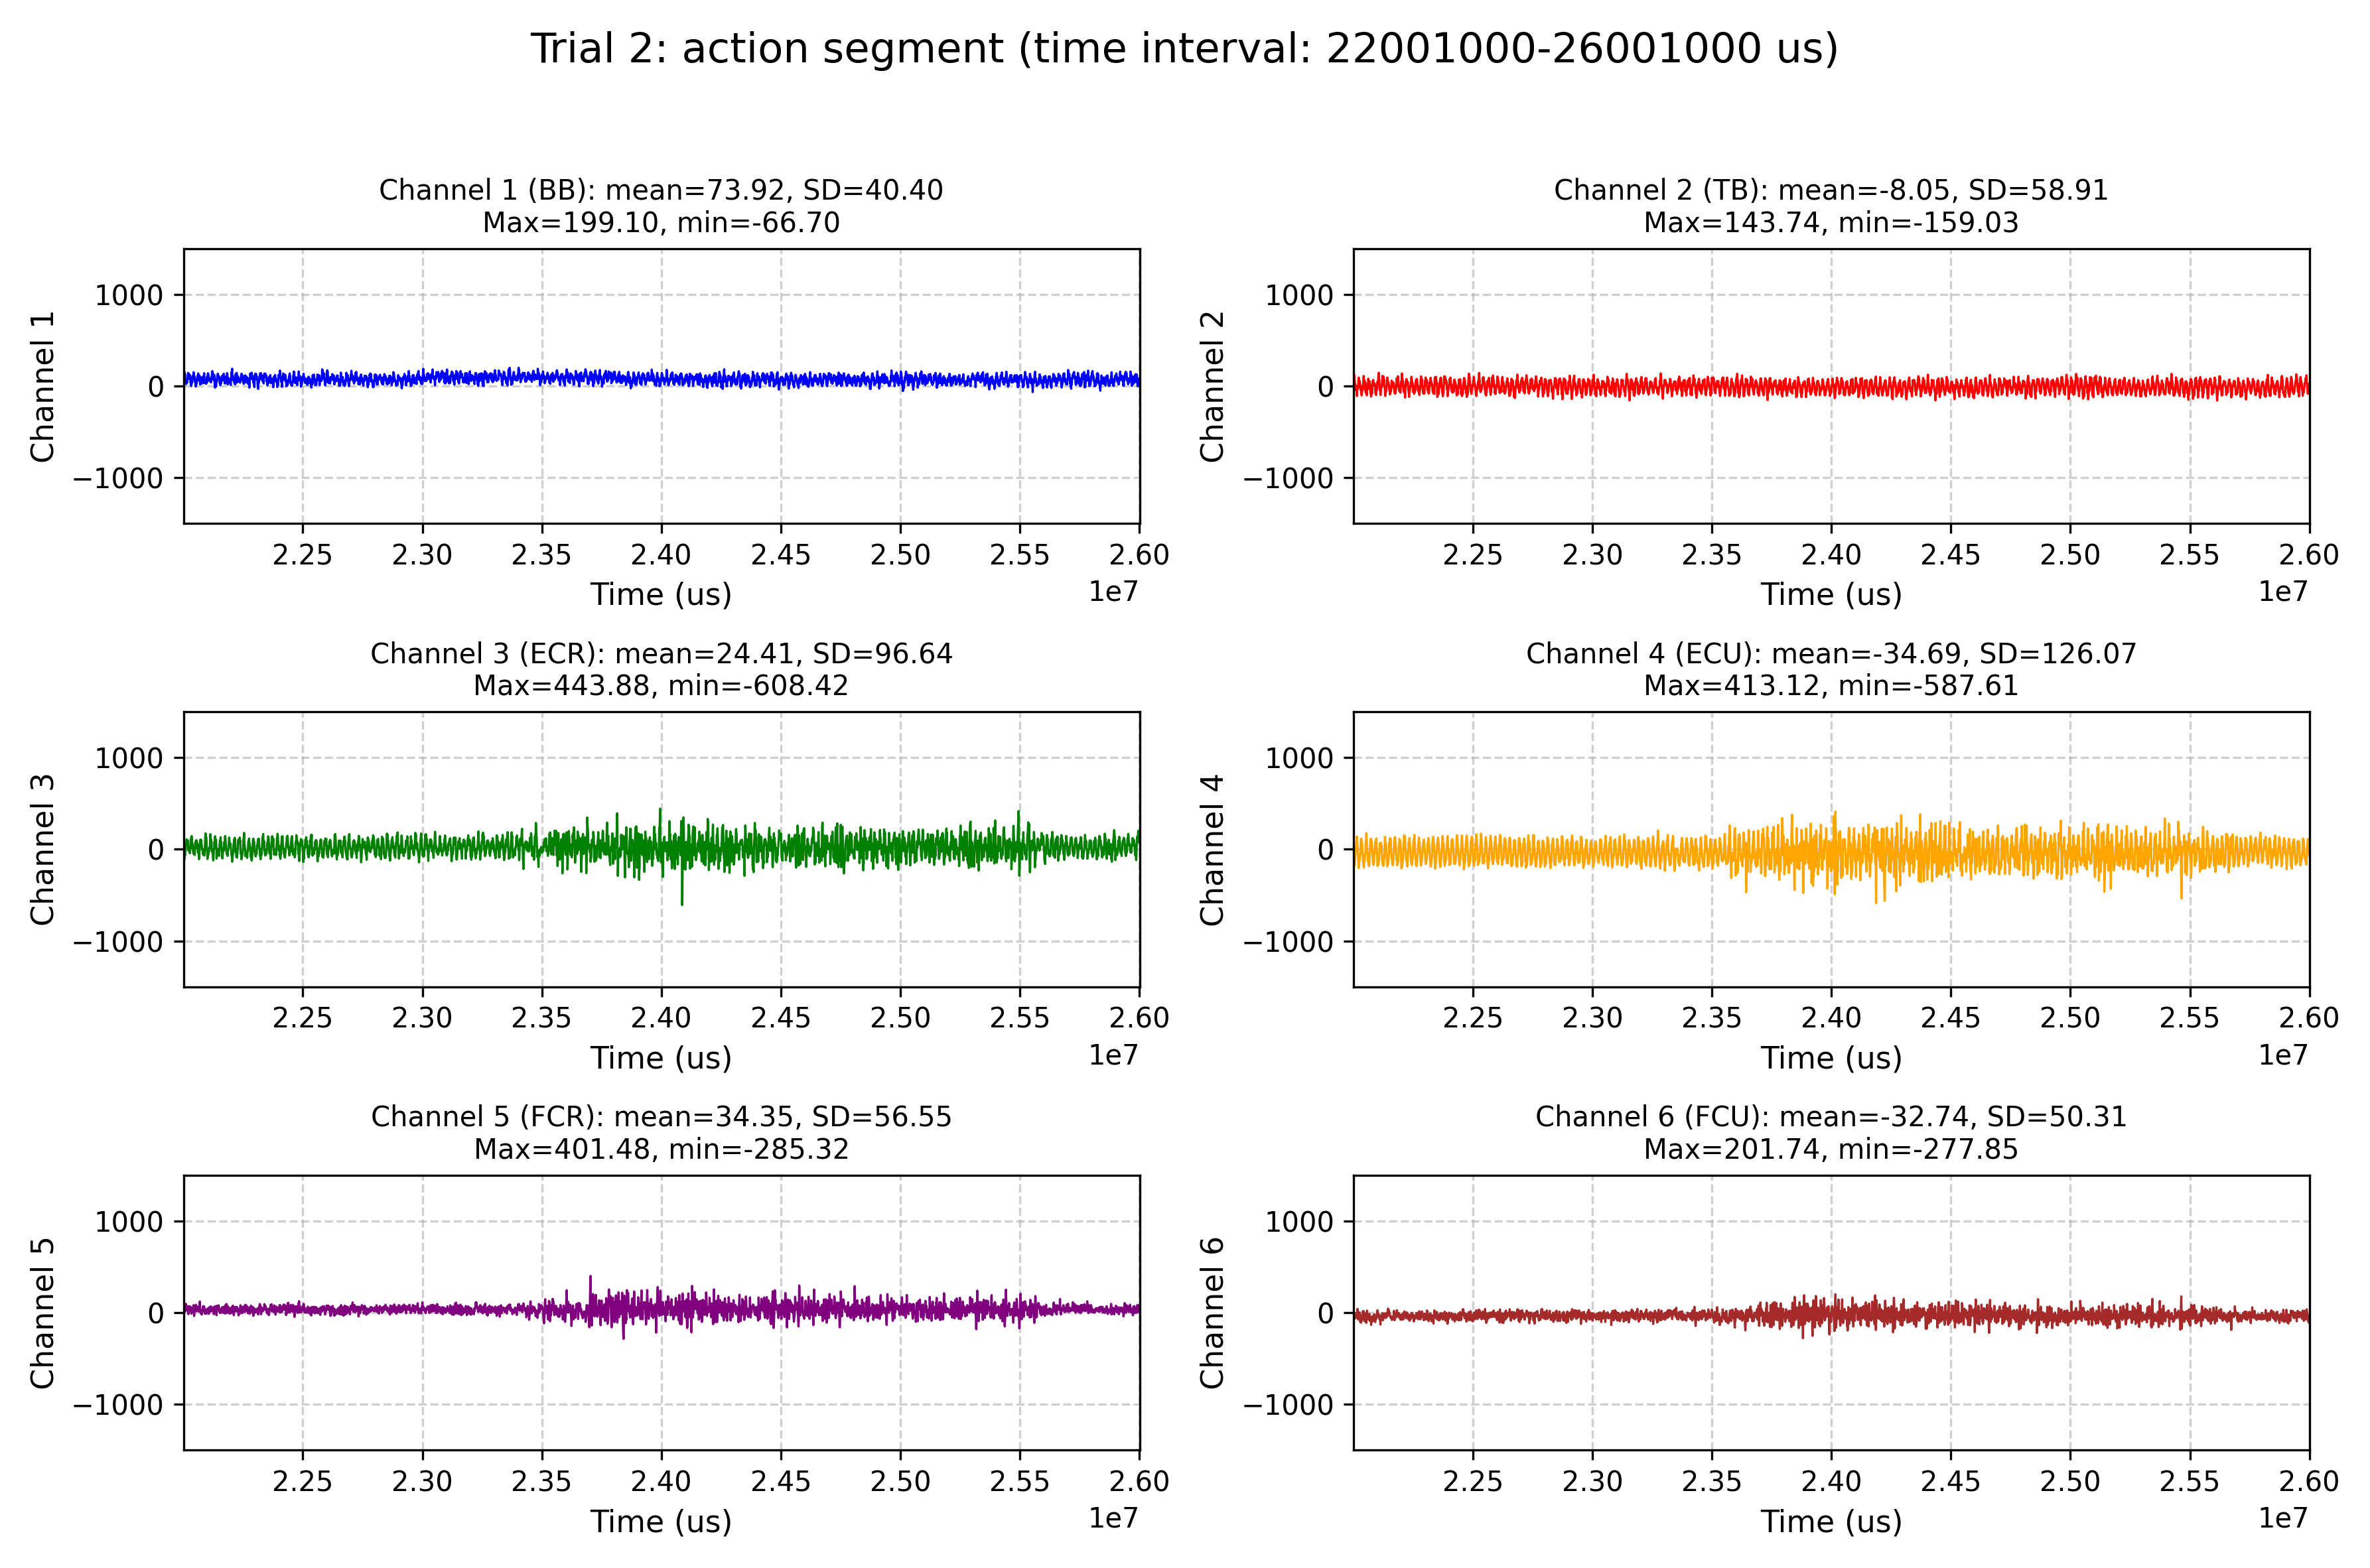 Trial 2: action segment (time interval: 22001000-26001000 us)
Channel 1 (BB): mean=73.92, SD=40.40
Max=199.10, min=-66.70
Channel 1
1000
0
−1000
2.25 2.30 2.35 2.40 2.45 2.50 2.55 2.60
Time (us)
1e7
Channel 2 (TB): mean=-8.05, SD=58.91
Max=143.74, min=-159.03
Channel 2
1000
0
−1000
2.25 2.30 2.35 2.40 2.45 2.50 2.55 2.60
Time (us)
1e7
Channel 3 (ECR): mean=24.41, SD=96.64
Max=443.88, min=-608.42
Channel 3
1000
0
−1000
2.25 2.30 2.35 2.40 2.45 2.50 2.55 2.60
Time (us)
1e7
Channel 4 (ECU): mean=-34.69, SD=126.07
Max=413.12, min=-587.61
Channel 4
1000
0
−1000
2.25 2.30 2.35 2.40 2.45 2.50 2.55 2.60
Time (us)
1e7
Channel 5 (FCR): mean=34.35, SD=56.55
Max=401.48, min=-285.32
Channel 5
1000
0
−1000
2.25 2.30 2.35 2.40 2.45 2.50 2.55 2.60
Time (us)
1e7
Channel 6 (FCU): mean=-32.74, SD=50.31
Max=201.74, min=-277.85
Channel 6
1000
0
−1000
2.25 2.30 2.35 2.40 2.45 2.50 2.55 2.60
Time (us)
1e7